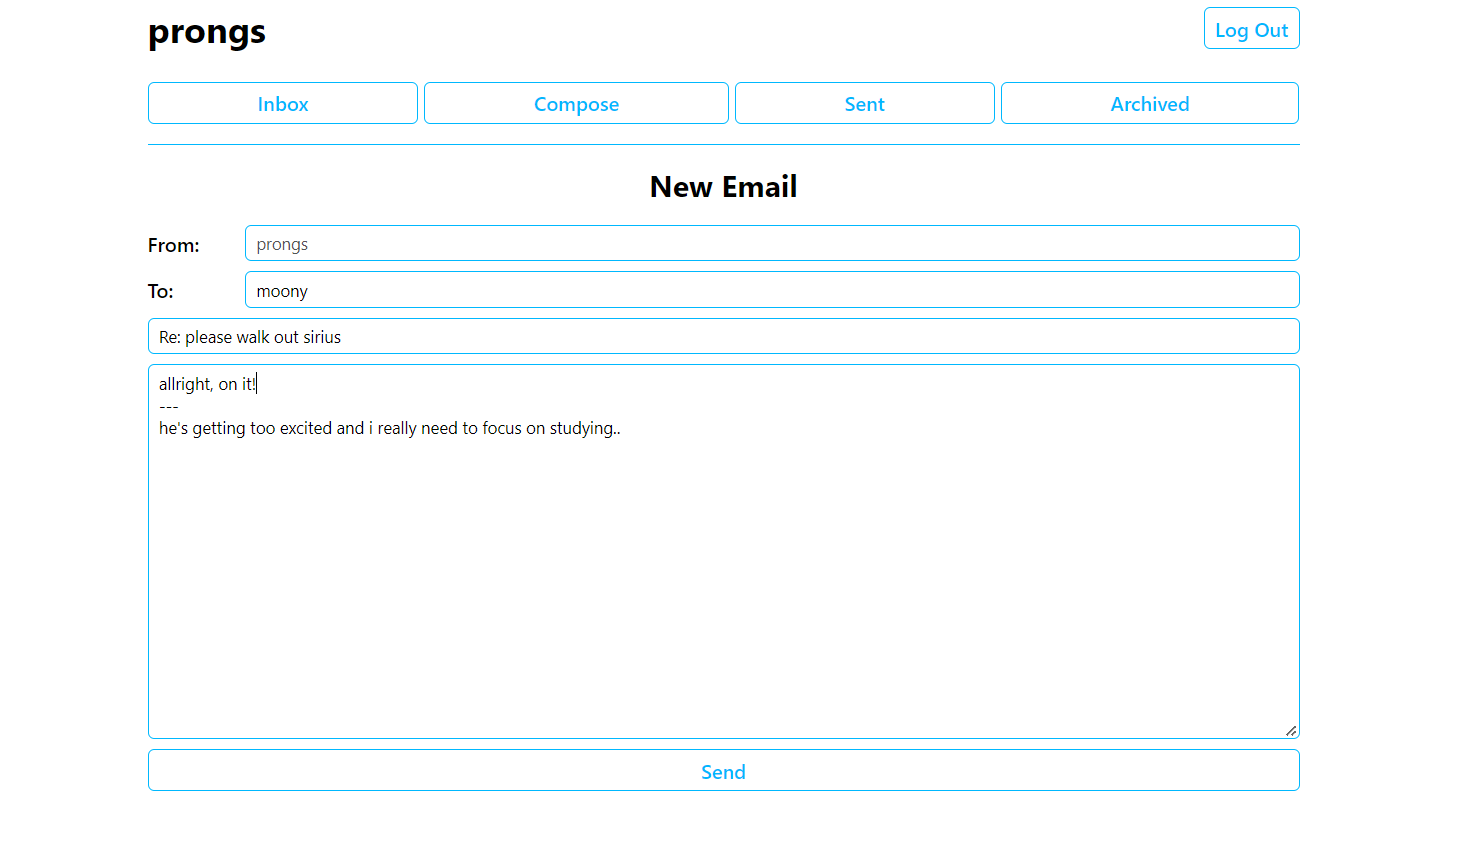 prongs
Log Out
Inbox Compose Sent Archived
New Email
From: prongs
To: moony
Re: please walk out sirius
allright, on it!
---
he's getting too excited and i really need to focus on studying..
Send